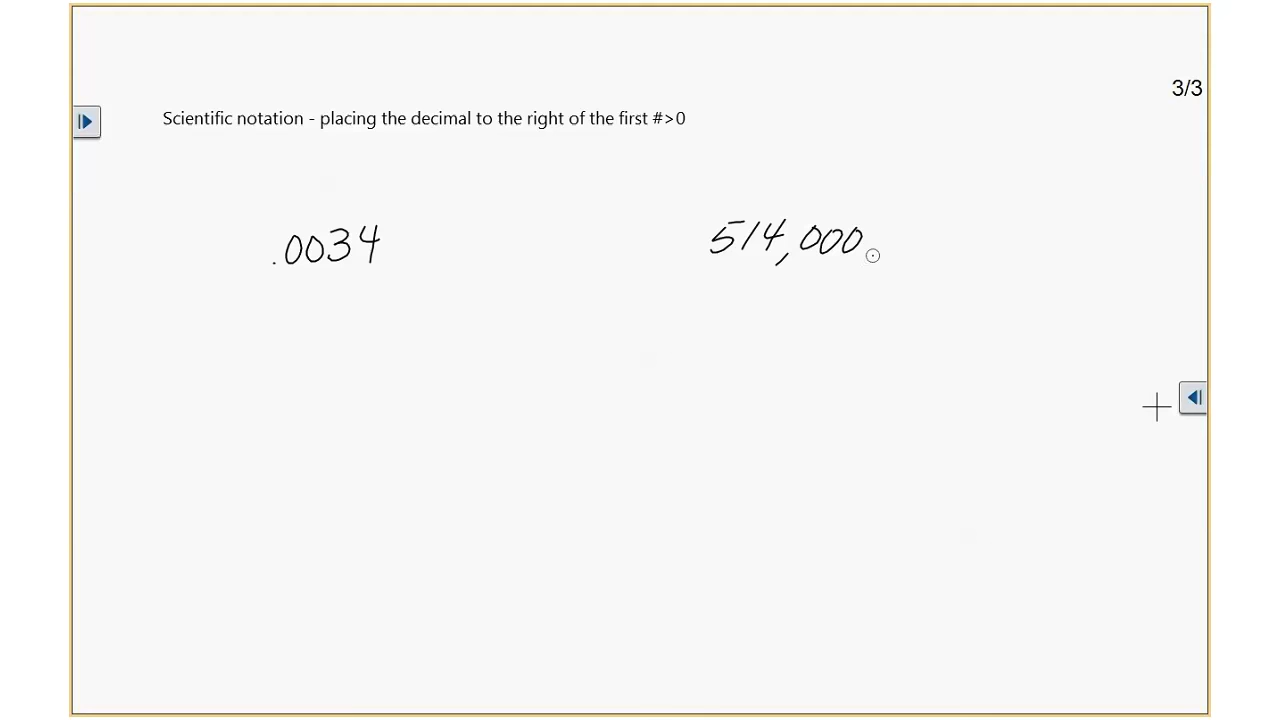 3/3
Scientific notation - placing the decimal to the right of the first #>0
.0034 514,000.